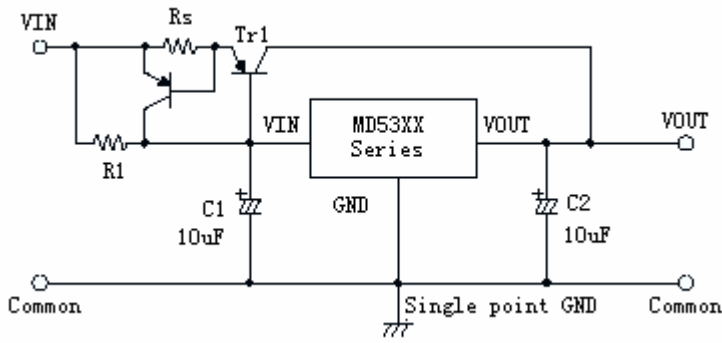 VIN
Rs
Tr1
R1
VIN
MD53XX
Series
VOUT
VOUT
C1
10uF
GND
C2
10uF
Common
Single point GND
Common